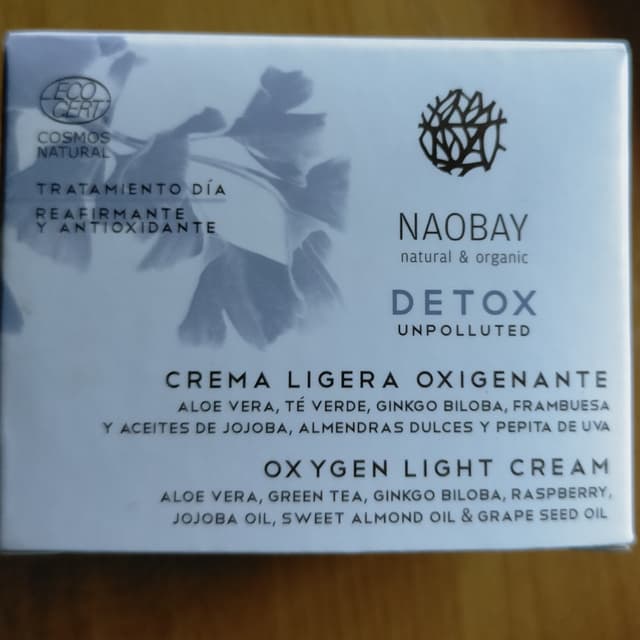 ECO
CERT
COSMOS
NATURAL
TRATAMIENTO DÍA
REAFIRMANTE
Y ANTIOXIDANTE
NAOBAY
natural & organic
DETOX
UNPOLLUTED
CREMA LIGERA OXIGENANTE
ALOE VERA, TÉ VERDE, GINKGO BILOBA, FRAMBUESA
Y ACEITES DE JOJOBA, ALMENDRAS DULCES Y PEPITA DE UVA
OXYGEN LIGHT CREAM
ALOE VERA, GREEN TEA, GINKGO BILOBA, RASPBERRY,
JOJOBA OIL, SWEET ALMOND OIL & GRAPE SEED OIL